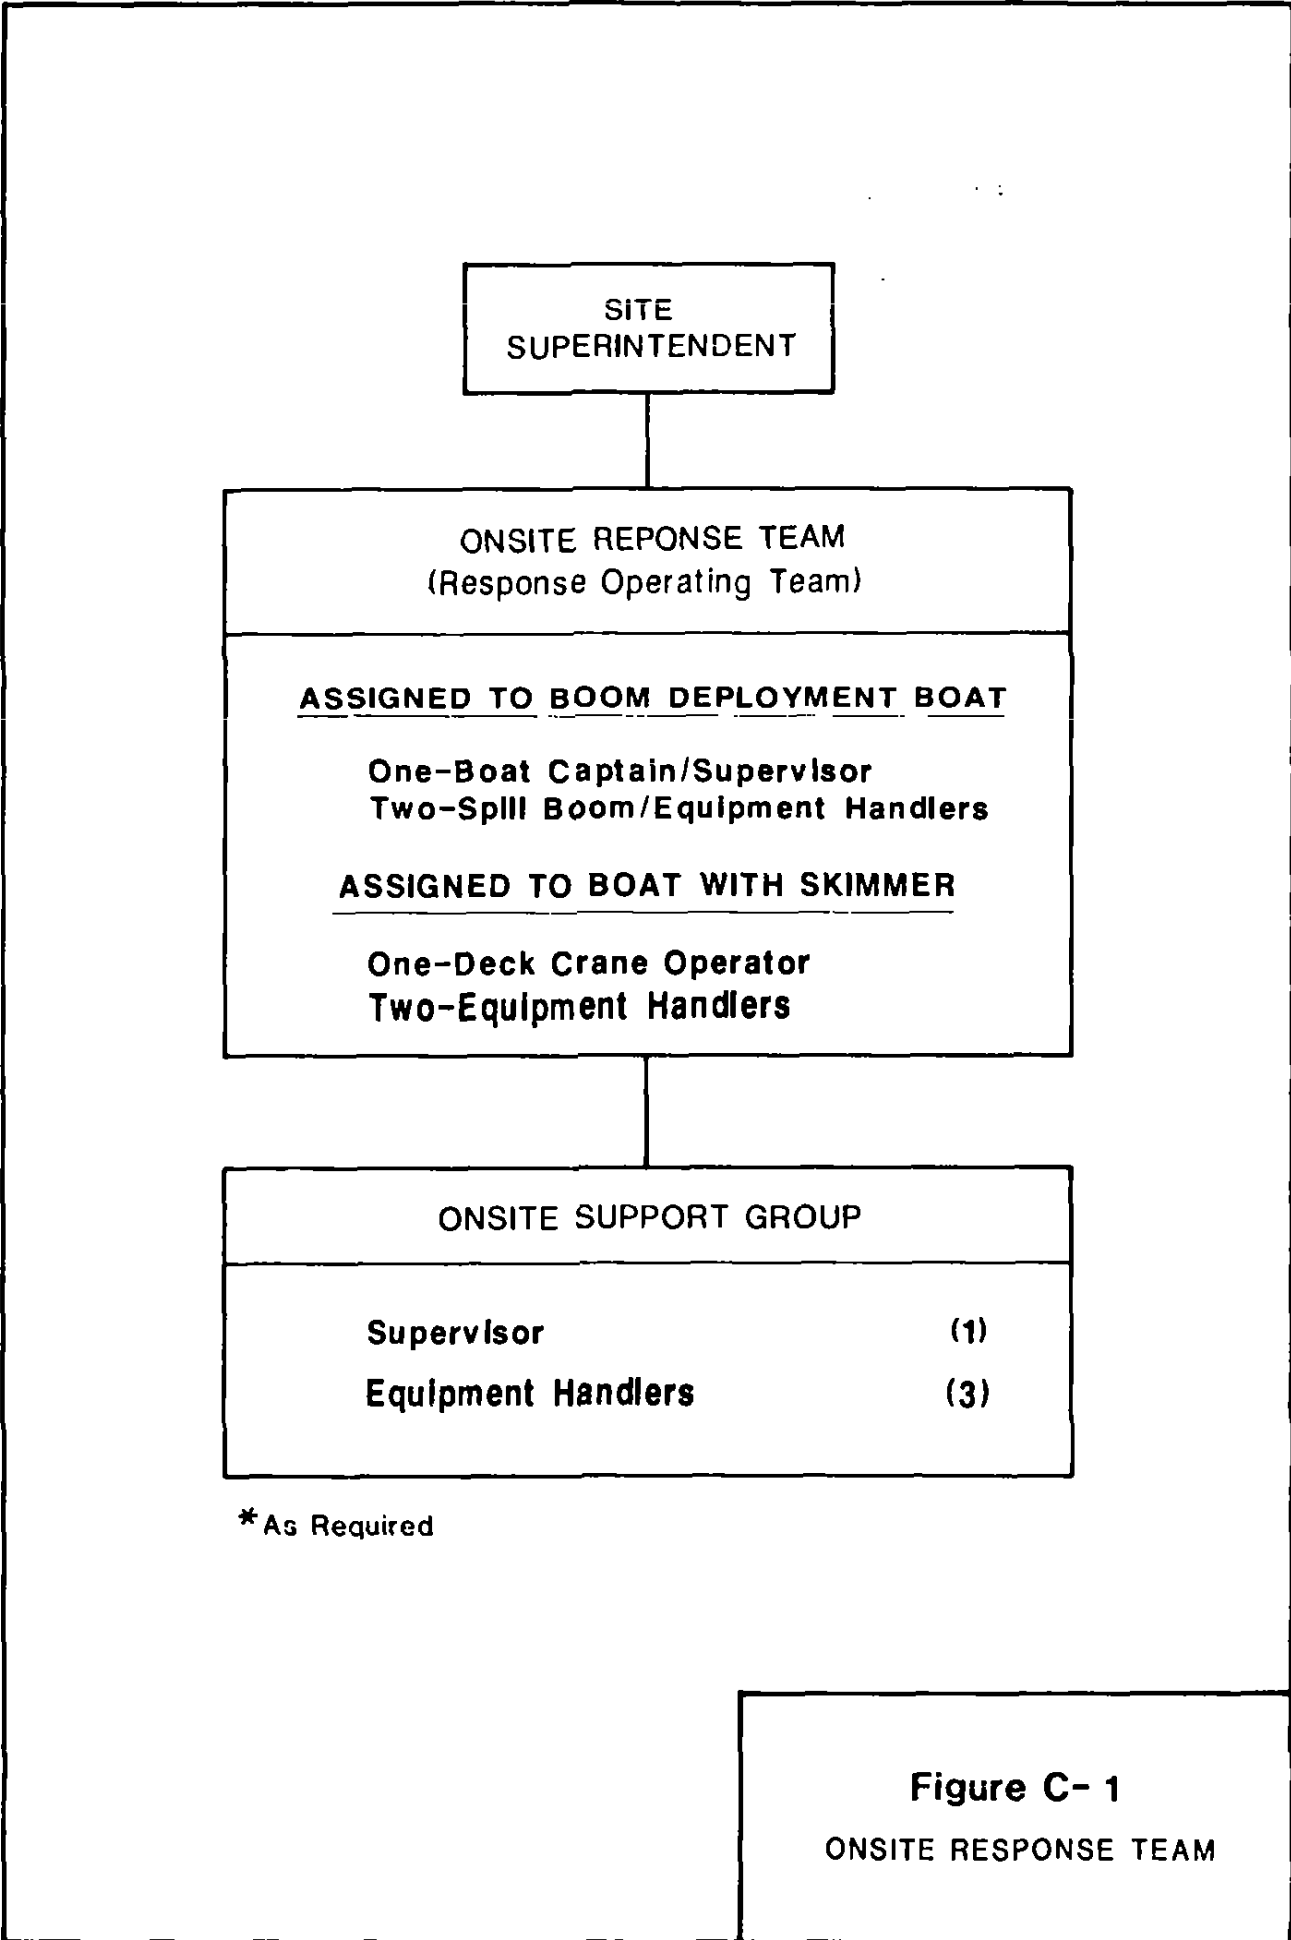 SITE
SUPERINTENDENT
ONSITE REPONSE TEAM
(Response Operating Team)
ASSIGNED TO BOOM DEPLOYMENT BOAT
One-Boat Captain/Supervisor
Two-Spill Boom/Equipment Handlers
ASSIGNED TO BOAT WITH SKIMMER
One-Deck Crane Operator
Two-Equipment Handlers
ONSITE SUPPORT GROUP
Supervisor (1)
Equipment Handlers (3)
*As Required
Figure C- 1
ONSITE RESPONSE TEAM